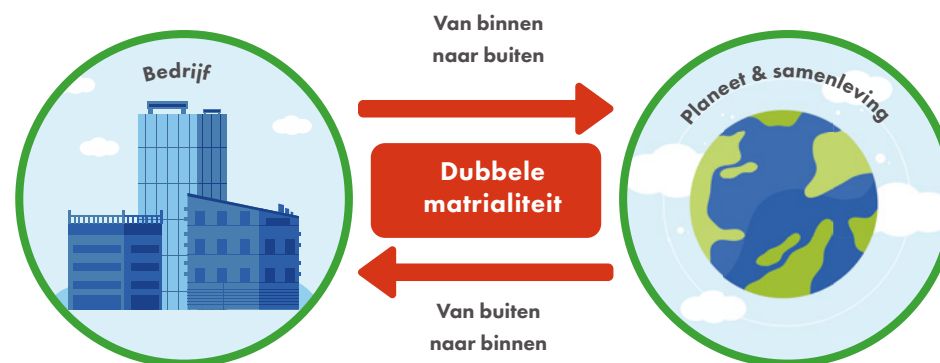 Van binnen
naar buiten
Bedrijf
Planeet & samenleving
Dubbele
matrialiteit
Van buiten
naar binnen